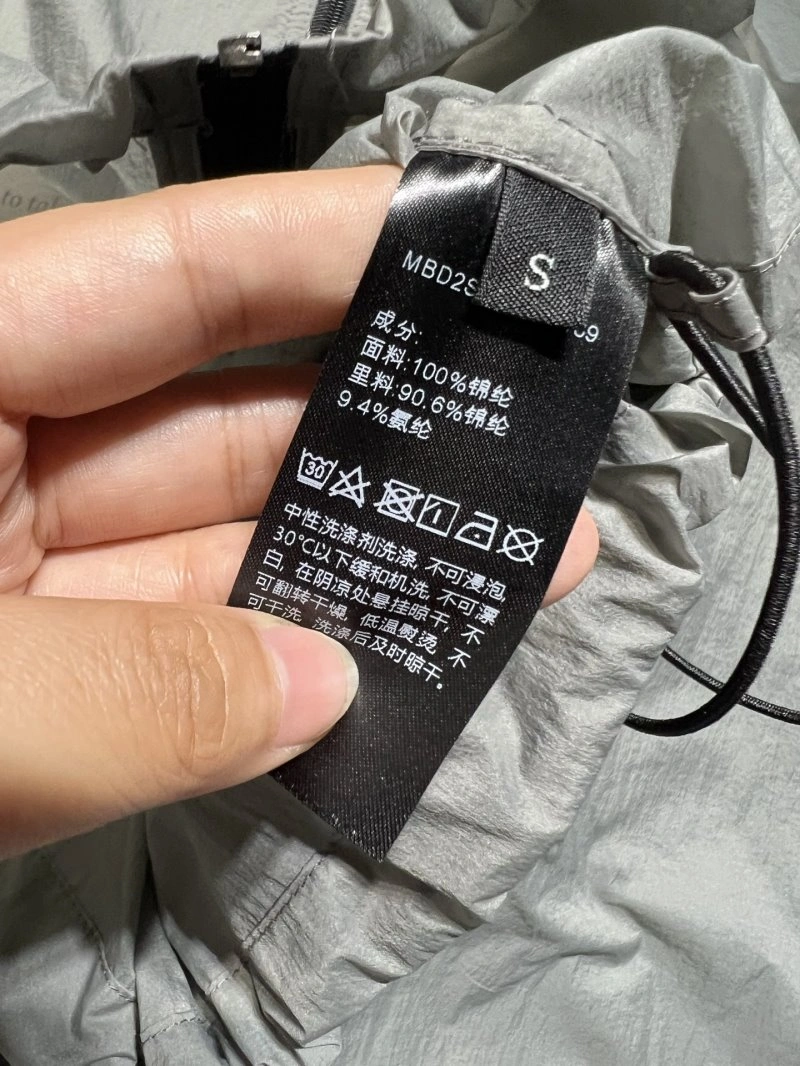 to to
S
MBD2S 59
成分:
面料:100%锦纶
里料:90.6%锦纶
9.4%氨纶
30
中性洗涤剂洗涤, 不可浸泡
30℃以下缓和机洗, 不可漂
白, 在阴凉处悬挂晾干, 不
可翻转干燥, 低温熨烫, 不
可干洗, 洗涤后及时晾干。